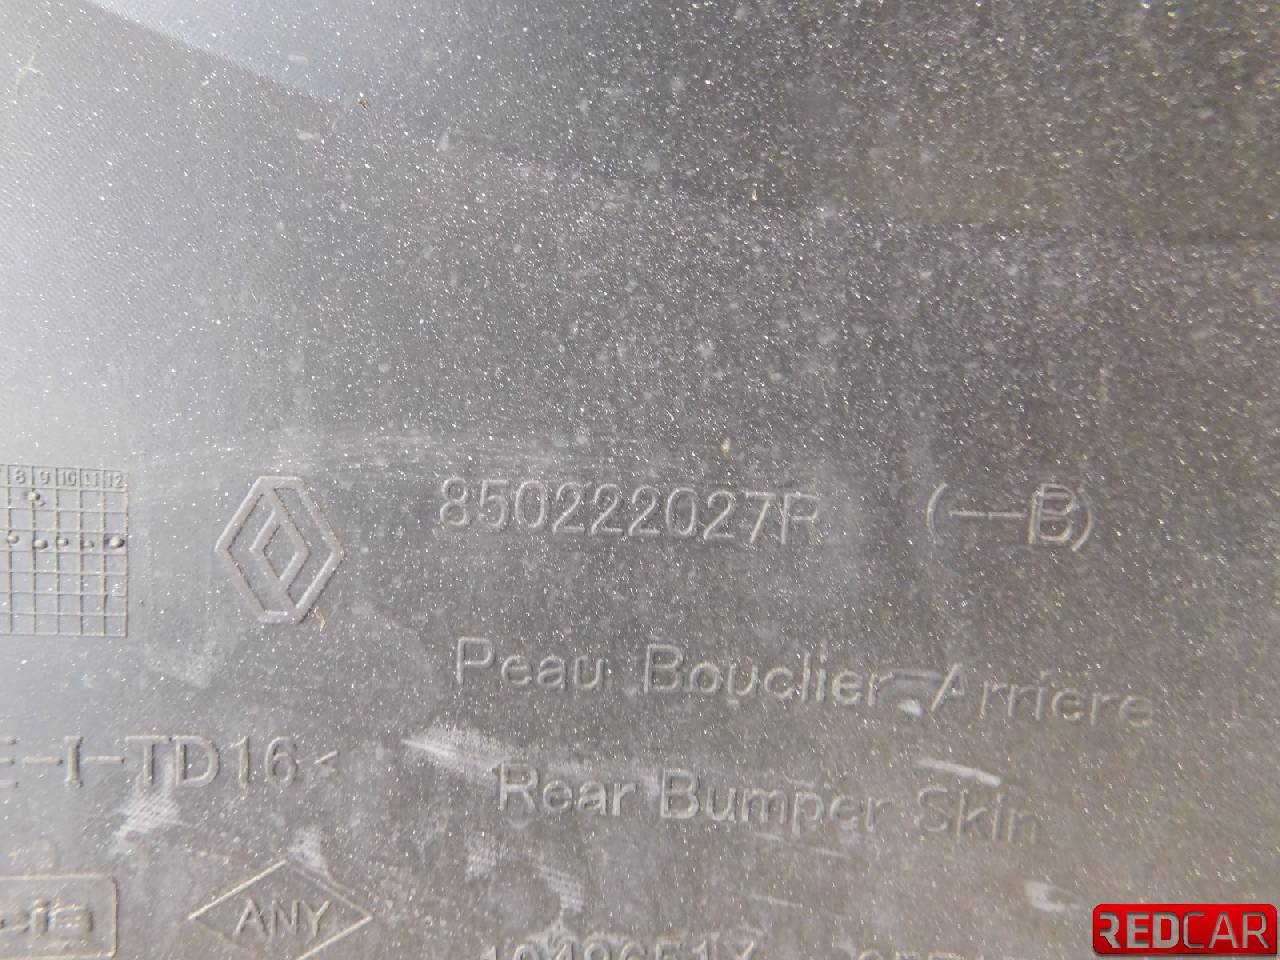 8 9 10 11 12
850222027R (—B)
Peau Bouclier Arriere
E-I-TD16<
Rear Bumper Skin
ANY
REDCAR